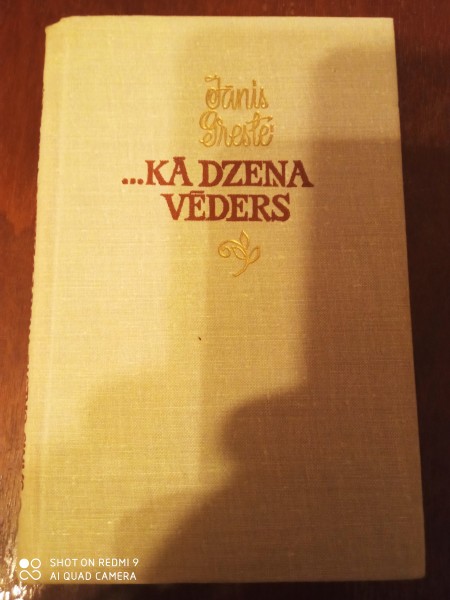 Jānis
Greste
...KĀ DZENA
VĒDERS
SHOT ON REDMI 9
AI QUAD CAMERA